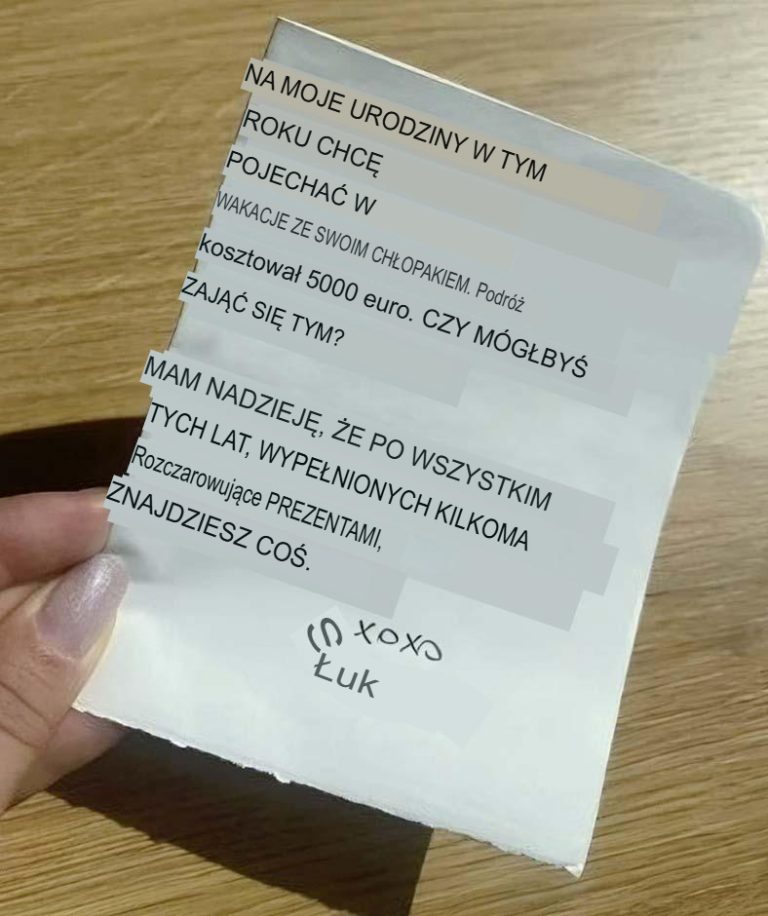 NA MOJE URODZINY W TYM
ROKU CHCĘ
POJECHAĆ W
WAKACJE ZE SWOIM CHŁOPAKIEM. Podróż
kosztował 5000 euro. CZY MÓGŁBYŚ
ZAJĄĆ SIĘ TYM?
MAM NADZIEJĘ, ŻE PO WSZYSTKIM
TYCH LAT, WYPEŁNIONYCH KILKOMA
Rozczarowujące PREZENTAMI,
ZNAJDZIESZ COŚ.
xoxo
Łuk